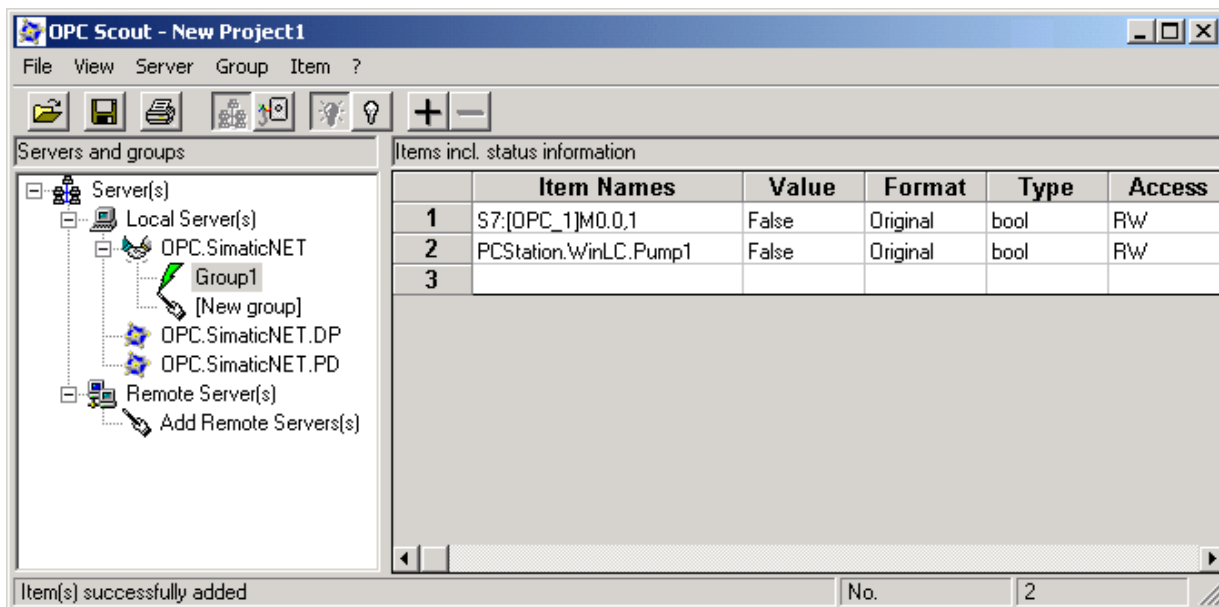 OPC Scout - New Project1
File View Server Group Item ?
Servers and groups
Items incl. status information
Server(s)
Local Server(s)
OPC.SimaticNET
Group1
[New group]
OPC.SimaticNET.DP
OPC.SimaticNET.PD
Remote Server(s)
Add Remote Servers(s)
Item Names Value Format Type Access
1 S7:[OPC_1]M0.0,1 False Original bool RW
2 PCStation.WinLC.Pump1 False Original bool RW
3
Item(s) successfully added No. 2